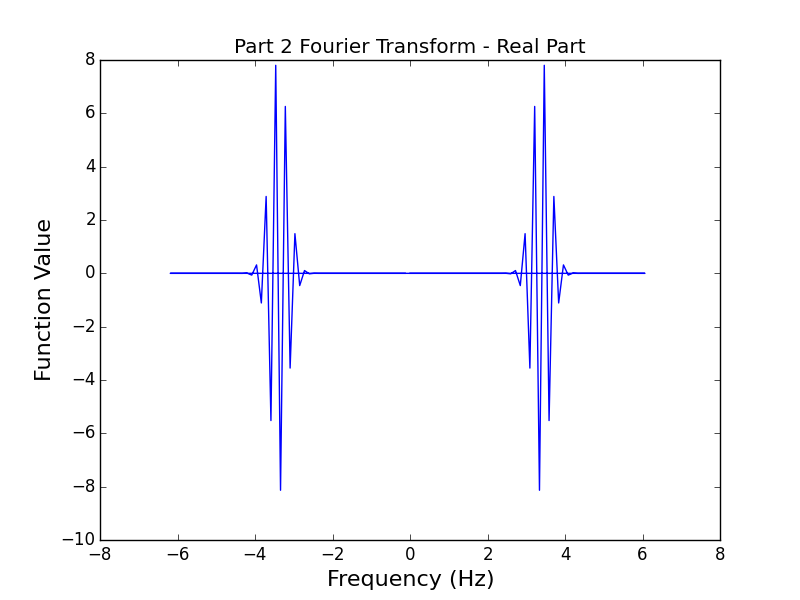 Part 2 Fourier Transform - Real Part
8
6
4
2
0
−2
−4
−6
−8
−10
Function Value
−8 −6 −4 −2 0 2 4 6 8
Frequency (Hz)